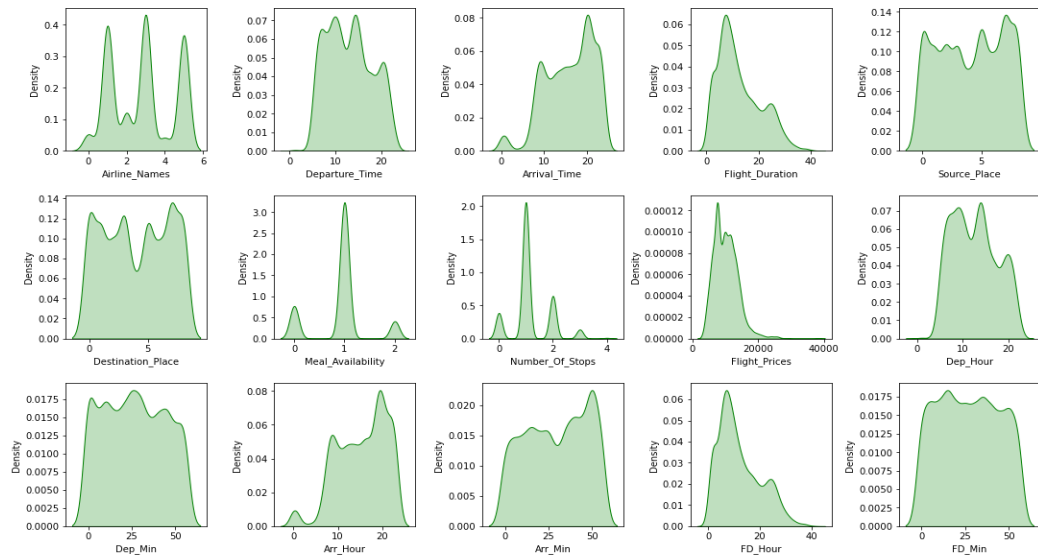 Density
0.4
0.3
0.2
0.1
0.0
0 2 4 6
Airline_Names
Density
0.07
0.06
0.05
0.04
0.03
0.02
0.01
0.00
0 10 20
Departure_Time
Density
0.08
0.06
0.04
0.02
0.00
0 10 20
Arrival_Time
Density
0.06
0.05
0.04
0.03
0.02
0.01
0.00
0 20 40
Flight_Duration
Density
0.14
0.12
0.10
0.08
0.06
0.04
0.02
0.00
0 5
Source_Place
Density
0.14
0.12
0.10
0.08
0.06
0.04
0.02
0.00
0 5
Destination_Place
Density
3.0
2.5
2.0
1.5
1.0
0.5
0.0
0 1 2
Meal_Availability
Density
2.0
1.5
1.0
0.5
0.0
0 2 4
Number_Of_Stops
Density
0.00012
0.00010
0.00008
0.00006
0.00004
0.00002
0.00000
0 20000 40000
Flight_Prices
Density
0.07
0.06
0.05
0.04
0.03
0.02
0.01
0.00
0 10 20
Dep_Hour
Density
0.0175
0.0150
0.0125
0.0100
0.0075
0.0050
0.0025
0.0000
0 25 50
Dep_Min
Density
0.08
0.06
0.04
0.02
0.00
0 10 20
Arr_Hour
Density
0.020
0.015
0.010
0.005
0.000
0 25 50
Arr_Min
Density
0.06
0.05
0.04
0.03
0.02
0.01
0.00
0 20 40
FD_Hour
Density
0.0175
0.0150
0.0125
0.0100
0.0075
0.0050
0.0025
0.0000
0 25 50
FD_Min